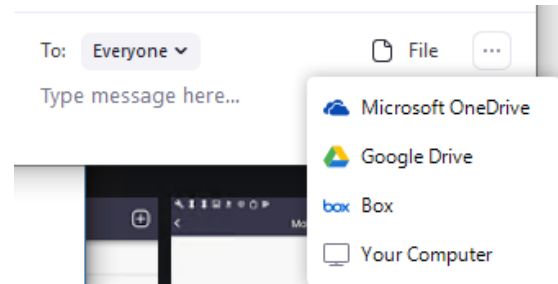 To: Everyone File ...
Type message here...
Microsoft OneDrive
Google Drive
box Box
Your Computer